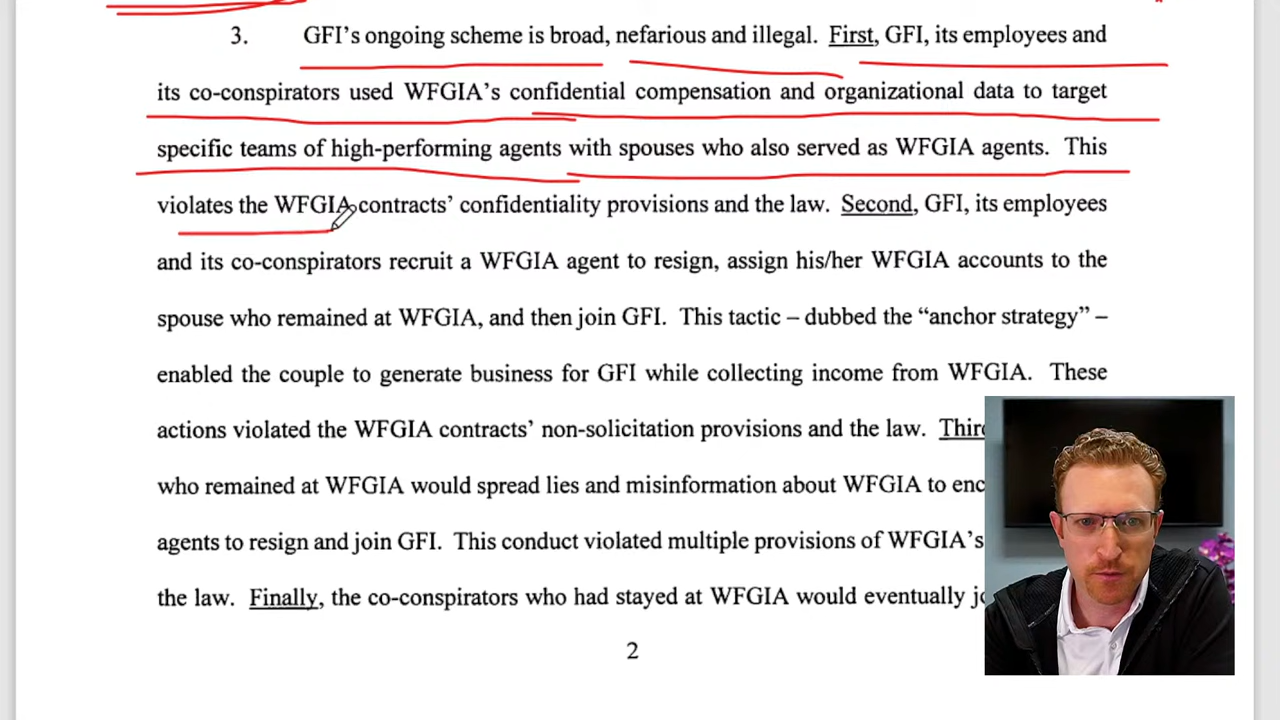 3. GFI's ongoing scheme is broad, nefarious and illegal. First, GFI, its employees and
its co-conspirators used WFGIA's confidential compensation and organizational data to target
specific teams of high-performing agents with spouses who also served as WFGIA agents. This
violates the WFGIA contracts' confidentiality provisions and the law. Second, GFI, its employees
and its co-conspirators recruit a WFGIA agent to resign, assign his/her WFGIA accounts to the
spouse who remained at WFGIA, and then join GFI. This tactic – dubbed the “anchor strategy” –
enabled the couple to generate business for GFI while collecting income from WFGIA. These
actions violated the WFGIA contracts' non-solicitation provisions and the law.
who remained at WFGIA would spread lies and misinformation about WFGIA to
agents to resign and join GFI. This conduct violated multiple provisions of WFGIA's
the law. Finally, the co-conspirators who had stayed at WFGIA would eventually
2